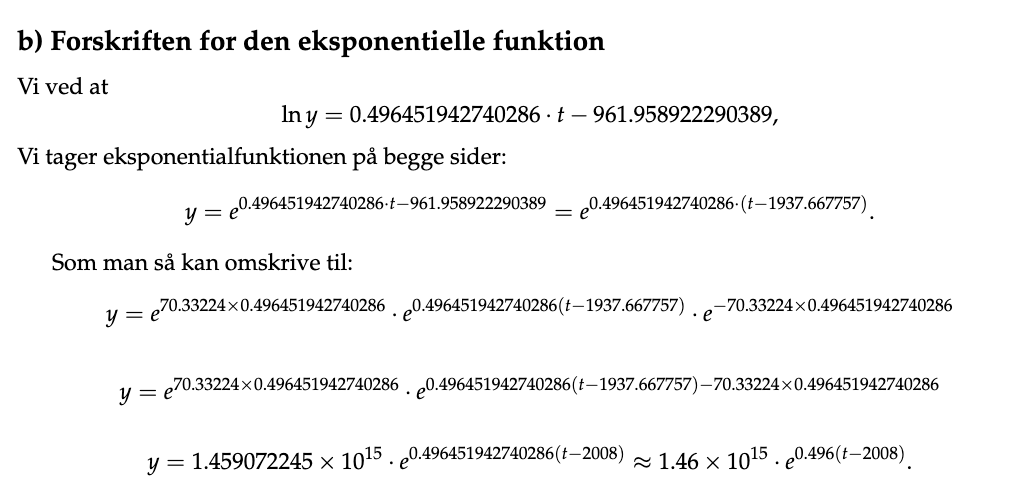 b) Forskriften for den eksponentielle funktion
Vi ved at
ln y = 0.496451942740286 · t − 961.958922290389,
Vi tager eksponentialfunktionen på begge sider:
y = e^{0.496451942740286·t−961.958922290389} = e^{0.496451942740286·(t−1937.667757)}.
Som man så kan omskrive til:
y = e^{70.33224×0.496451942740286} · e^{0.496451942740286(t−1937.667757)} · e^{−70.33224×0.496451942740286}
y = e^{70.33224×0.496451942740286} · e^{0.496451942740286(t−1937.667757)−70.33224×0.496451942740286}
y = 1.459072245 × 10^{15} · e^{0.496451942740286(t−2008)} ≈ 1.46 × 10^{15} · e^{0.496(t−2008)}.